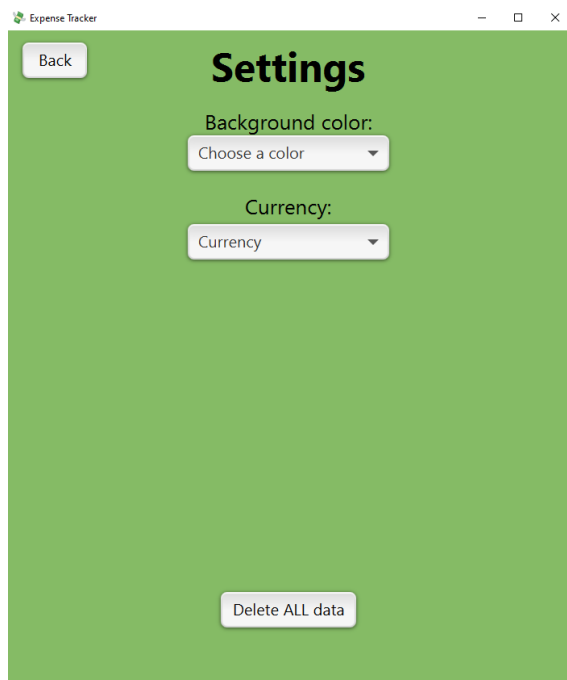 Expense Tracker
Back
Settings
Background color:
Choose a color
Currency:
Currency
Delete ALL data